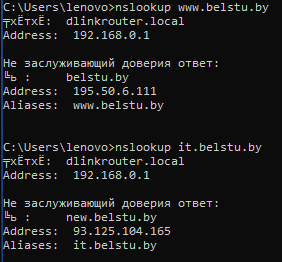 C:\Users\lenovo>nslookup www.belstu.by
╤хЁтхЁ:  dlinkrouter.local
Address:  192.168.0.1
Не заслуживающий доверия ответ:
╚ь :     belstu.by
Address:  195.50.6.111
Aliases:  www.belstu.by
C:\Users\lenovo>nslookup it.belstu.by
╤хЁтхЁ:  dlinkrouter.local
Address:  192.168.0.1
Не заслуживающий доверия ответ:
╚ь :     new.belstu.by
Address:  93.125.104.165
Aliases:  it.belstu.by